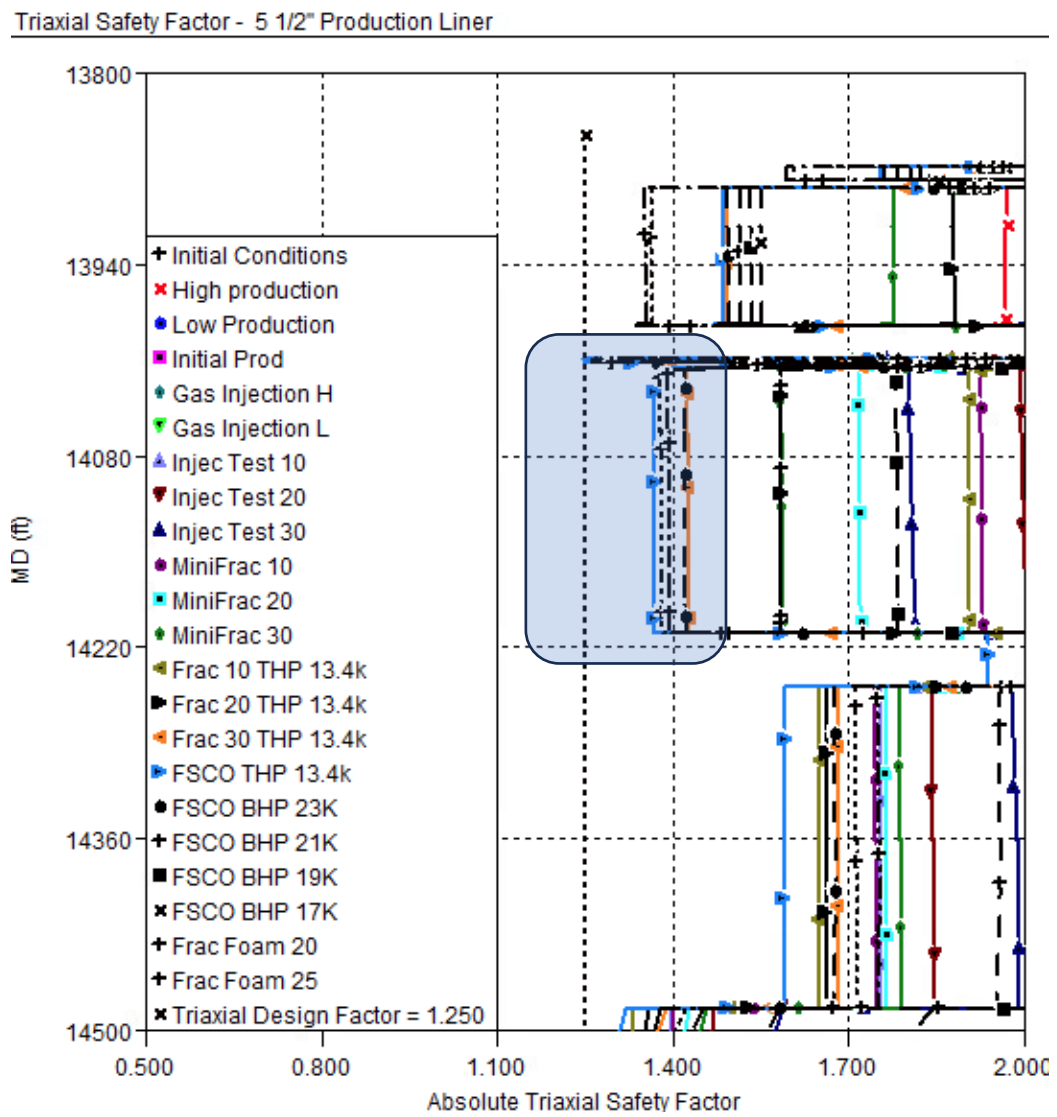 Triaxial Safety Factor - 5 1/2" Production Liner
13800
13940
14080
14220
14360
14500
MD (ft)
Initial Conditions
High production
Low Production
Initial Prod
Gas Injection H
Gas Injection L
Injec Test 10
Injec Test 20
Injec Test 30
MiniFrac 10
MiniFrac 20
MiniFrac 30
Frac 10 THP 13.4k
Frac 20 THP 13.4k
Frac 30 THP 13.4k
FSCO THP 13.4k
FSCO BHP 23K
FSCO BHP 21K
FSCO BHP 19K
FSCO BHP 17K
Frac Foam 20
Frac Foam 25
Triaxial Design Factor = 1.250
0.500 0.800 1.100 1.400 1.700 2.000
Absolute Triaxial Safety Factor